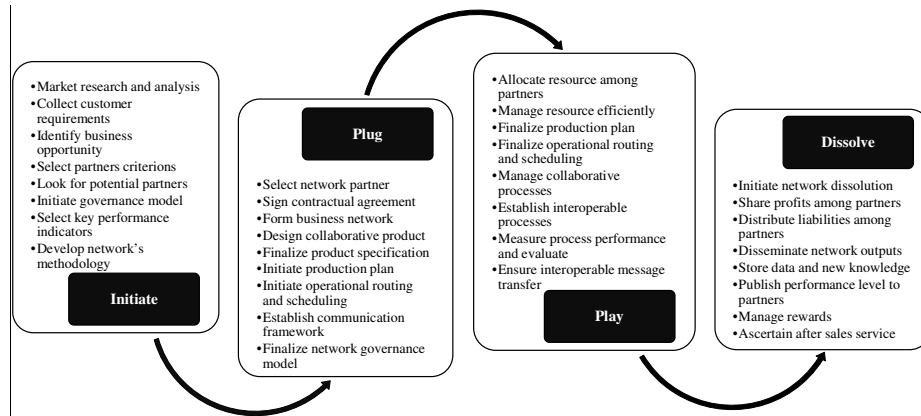 •Market research and analysis
•Collect customer
requirements
•Identify business
opportunity
•Select partners criterions
•Look for potential partners
•Initiate governance model
•Select key performance
indicators
•Develop network's
methodology
Initiate
Plug
•Select network partner
•Sign contractual agreement
•Form business network
•Design collaborative product
•Finalize product specification
•Initiate production plan
•Initiate operational routing
and scheduling
•Establish communication
framework
•Finalize network governance
model
•Allocate resource among
partners
•Manage resource efficiently
•Finalize production plan
•Finalize operational routing
and scheduling
•Manage collaborative
processes
•Establish interoperable
processes
•Measure process performance
and evaluate
•Ensure interoperable message
transfer
Play
Dissolve
•Initiate network dissolution
•Share profits among partners
•Distribute liabilities among
partners
•Disseminate network outputs
•Store data and new knowledge
•Publish performance level to
partners
•Manage rewards
•Ascertain after sales service